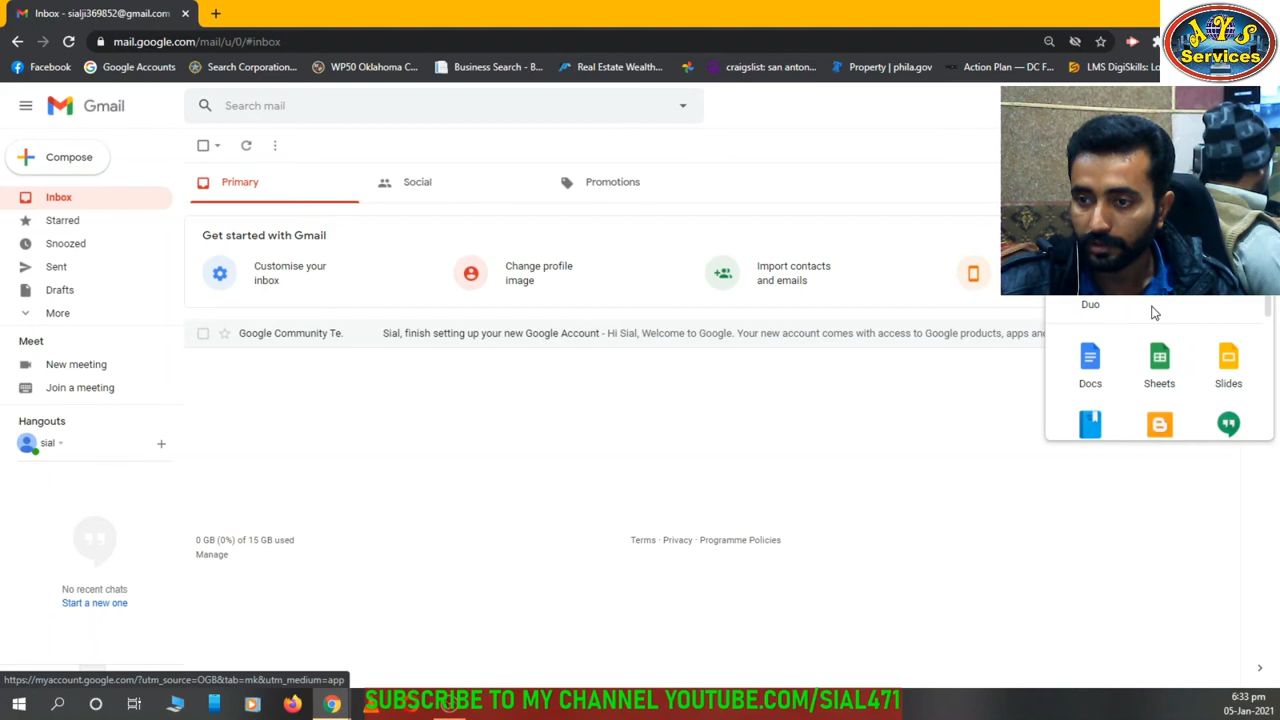 Inbox - sialji369852@gmail.com
mail.google.com/mail/u/0/#inbox
Facebook
Google Accounts
Search Corporation...
WP50 Oklahoma C...
Business Search - B...
Real Estate Wealth...
craigslist: san anton...
Property | phila.gov
Action Plan — DC F...
LMS DigiSkills: Lo
AYS
Services
Gmail
Search mail
Compose
Primary
Social
Promotions
Inbox
Starred
Snoozed
Sent
Drafts
More
Get started with Gmail
Customise your
inbox
Change profile
image
Import contacts
and emails
Google Community Te.
Sial, finish setting up your new Google Account - Hi Sial, Welcome to Google. Your new account comes with access to Google products, apps and
Duo
Docs
Sheets
Slides
Meet
New meeting
Join a meeting
Hangouts
sial
No recent chats
Start a new one
0 GB (0%) of 15 GB used
Manage
Terms · Privacy · Programme Policies
https://myaccount.google.com/?utm_source=OGB&tab=mk&utm_medium=app
SUBSCRIBE TO MY CHANNEL YOUTUBE.COM/SIAL471
6:33 pm
05-Jan-2021